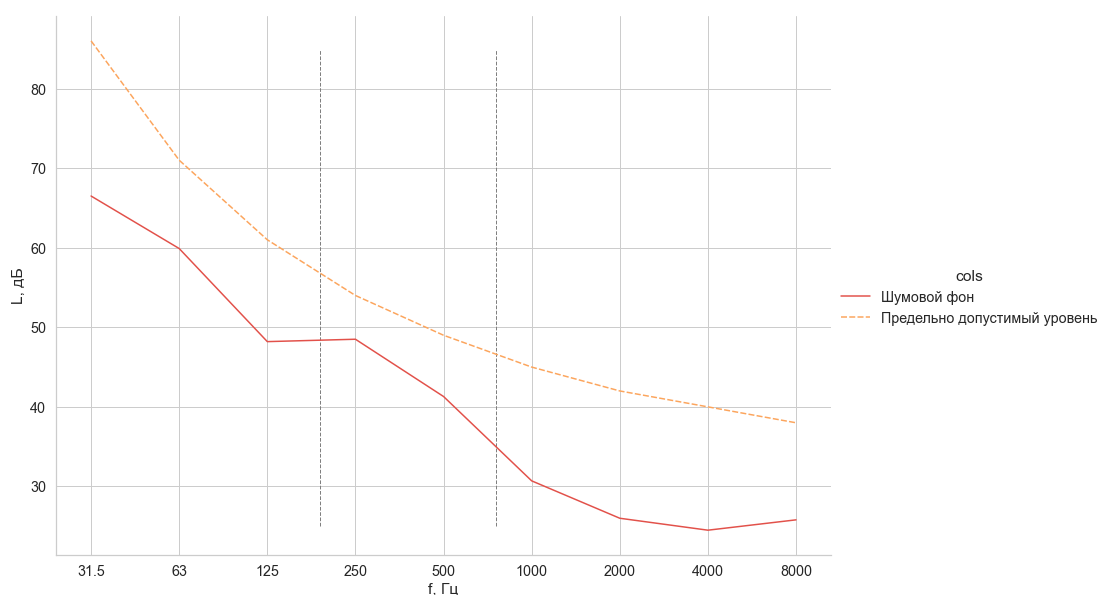 80
70
60
50
40
30
L, дБ
31.5 63 125 250 500 1000 2000 4000 8000
f, Гц
cols
Шумовой фон
Предельно допустимый уровень